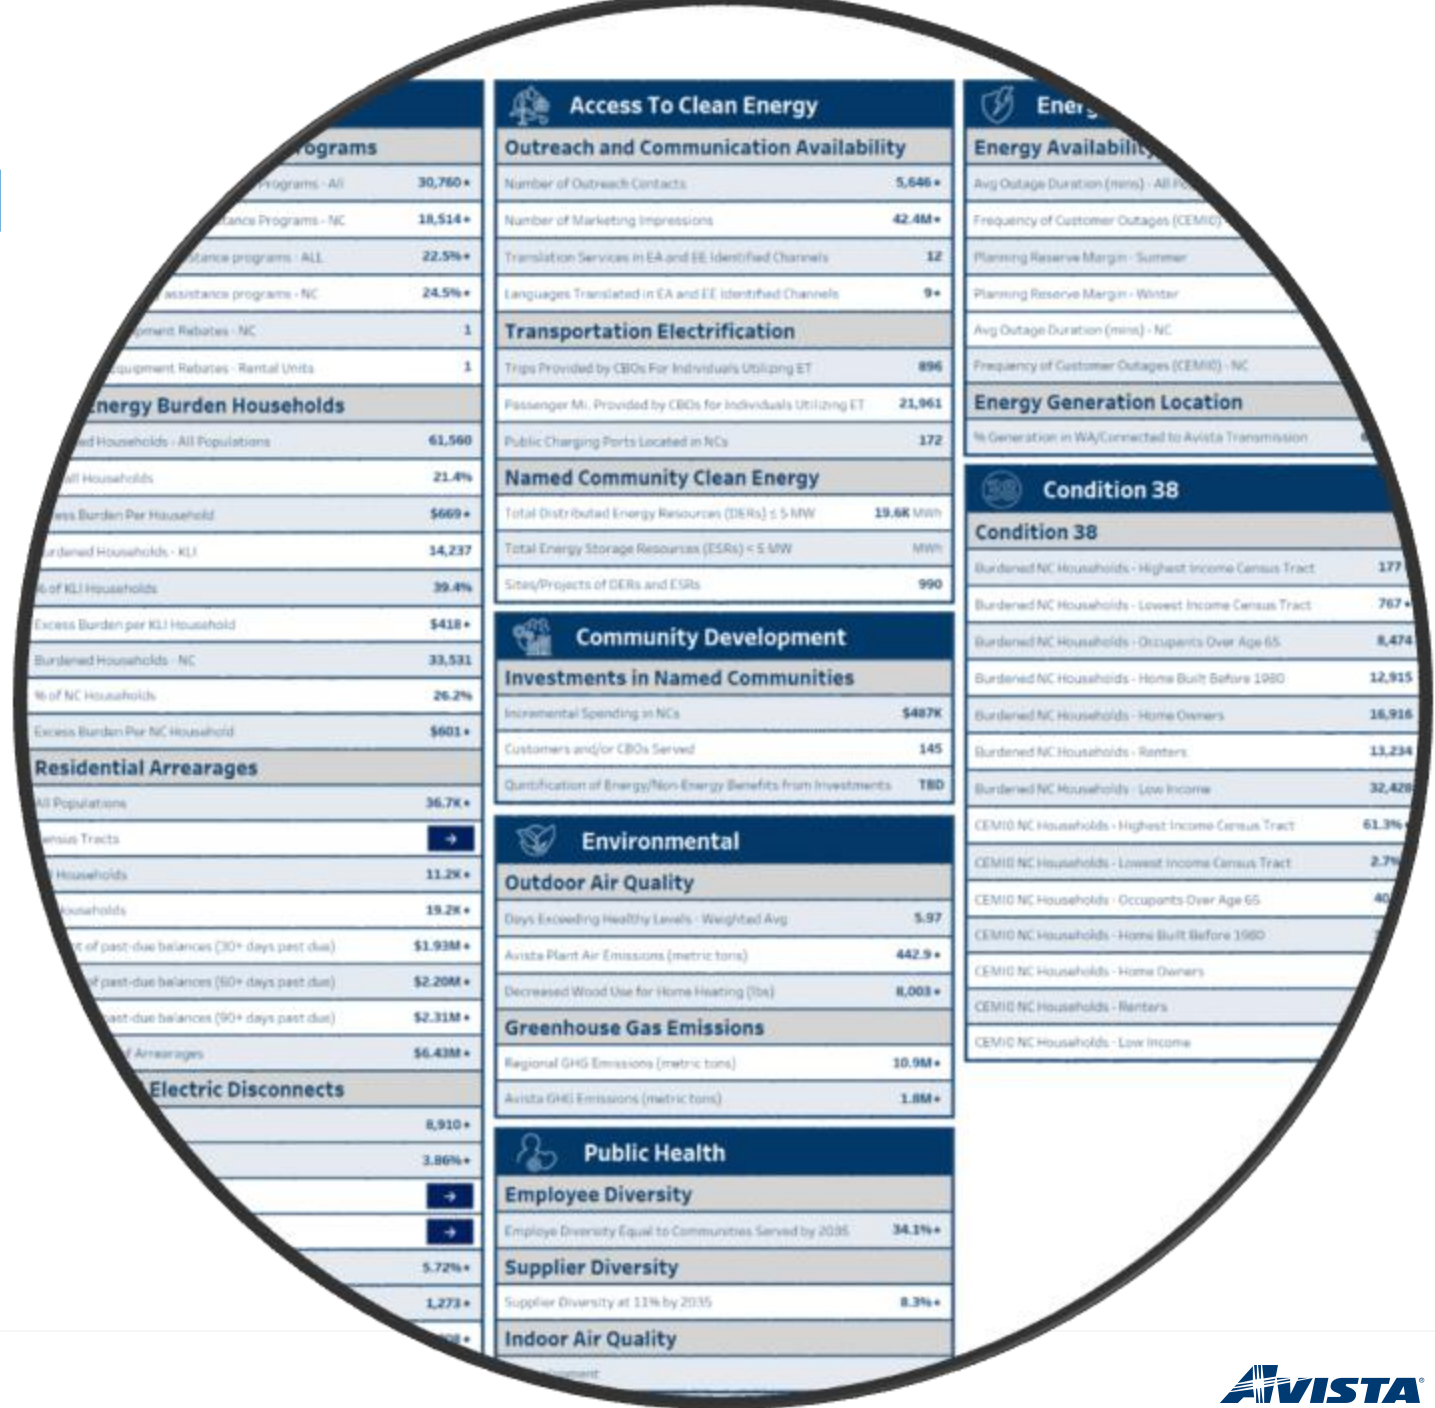 ograms
Programs - All 30,760
tance Programs - NC 18,514
stance programs - ALL 22.5%
assistance programs - NC 24.5%
pment Rebates - NC 1
quipment Rebates - Rental Units 1
Energy Burden Households
ed Households - All Populations 61,560
all Households 21.4%
ess Burden Per Household $669
urdened Households - KLI 14,237
% of KLI Households 39.4%
Excess Burden per KLI Household $418
Burdened Households - NC 33,531
% of NC Households 26.2%
Excess Burden Per NC Household $601
Residential Arrearages
All Populations 36.7K
ensus Tracts →
Households 11.2K
Households 19.2K
t of past-due balances (30+ days past due) $1.93M
of past-due balances (60+ days past due) $2.20M
past-due balances (90+ days past due) $2.31M
f Arrearages $6.43M
Electric Disconnects
8,910
3.86%
→
→
5.72%
1,273
Access To Clean Energy
Outreach and Communication Availability
Number of Outreach Contacts 5,646
Number of Marketing Impressions 42.4M
Translation Services in EA and EE Identified Channels 12
Languages Translated in EA and EE Identified Channels 9
Transportation Electrification
Trips Provided by CBOs For Individuals Utilizing ET 896
Passenger Mi. Provided by CBOs for Individuals Utilizing ET 21,961
Public Charging Ports Located in NCs 172
Named Community Clean Energy
Total Distributed Energy Resources (DERs) ≤ 5 MW 19.6K MWh
Total Energy Storage Resources (ESRs) < 5 MW MWh
Sites/Projects of DERs and ESRs 990
Community Development
Investments in Named Communities
Incremental Spending in NCs $487K
Customers and/or CBOs Served 145
Quntification of Energy/Non-Energy Benefits from Investments TBD
Environmental
Outdoor Air Quality
Days Exceeding Healthy Levels - Weighted Avg 5.97
Avista Plant Air Emissions (metric tons) 442.9
Decreased Wood Use for Home Heating (lbs) 8,003
Greenhouse Gas Emissions
Regional GHG Emissions (metric tons) 10.9M
Avista GHG Emissions (metric tons) 1.8M
Public Health
Employee Diversity
Employe Diversity Equal to Communities Served by 2035 34.1%
Supplier Diversity
Supplier Diversity at 11% by 2035 8.3%
Indoor Air Quality
Energ
Energy Availability
Avg Outage Duration (mins) - All Po
Frequency of Customer Outages (CEMI0)
Planning Reserve Margin - Summer
Planning Reserve Margin - Winter
Avg Outage Duration (mins) - NC
Frequency of Customer Outages (CEMI0) - NC
Energy Generation Location
% Generation in WA/Connected to Avista Transmission
38 Condition 38
Condition 38
Burdened NC Households - Highest Income Census Tract 177
Burdened NC Households - Lowest Income Census Tract 767
Burdened NC Households - Occupants Over Age 65 8,474
Burdened NC Households - Home Built Before 1980 12,915
Burdened NC Households - Home Owners 16,916
Burdened NC Households - Renters 13,234
Burdened NC Households - Low Income 32,428
CEMI0 NC Households - Highest Income Census Tract 61.3%
CEMI0 NC Households - Lowest Income Census Tract 2.7%
CEMI0 NC Households - Occupants Over Age 65 40
CEMI0 NC Households - Home Built Before 1980
CEMI0 NC Households - Home Owners
CEMI0 NC Households - Renters
CEMI0 NC Households - Low Income
AVISTA